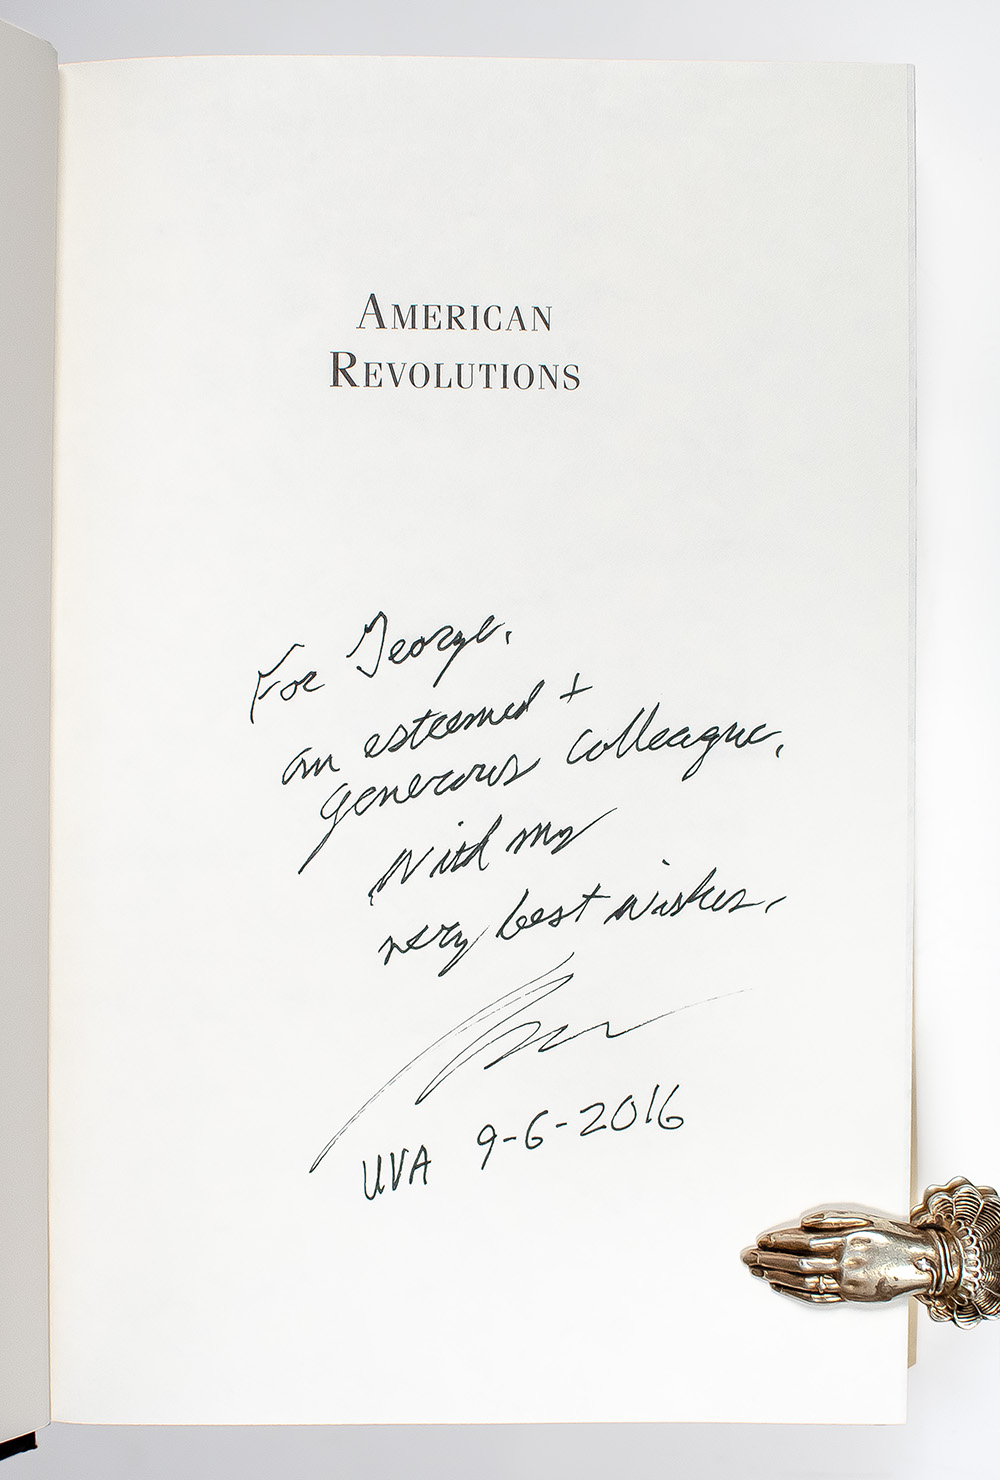 AMERICAN
REVOLUTIONS
For George,
an esteemed +
generous colleague,
With my
very best wishes,
UVA 9-6-2016